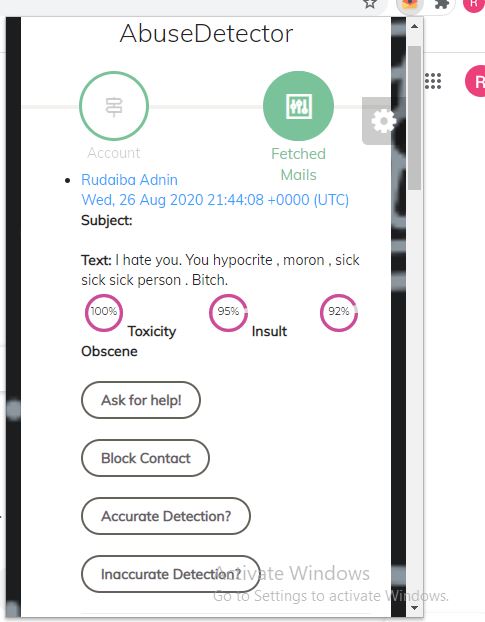 R
AbuseDetector
R
Account
Fetched
Mails
Rudaiba Adnin
Wed, 26 Aug 2020 21:44:08 +0000 (UTC)
Subject:
Text: I hate you. You hypocrite , moron , sick
sick sick person . Bitch.
100% Toxicity 95% Insult 92%
Obscene
Ask for help!
Block Contact
Accurate Detection?
Inaccurate Detection?
Activate Windows
Go to Settings to activate Windows.